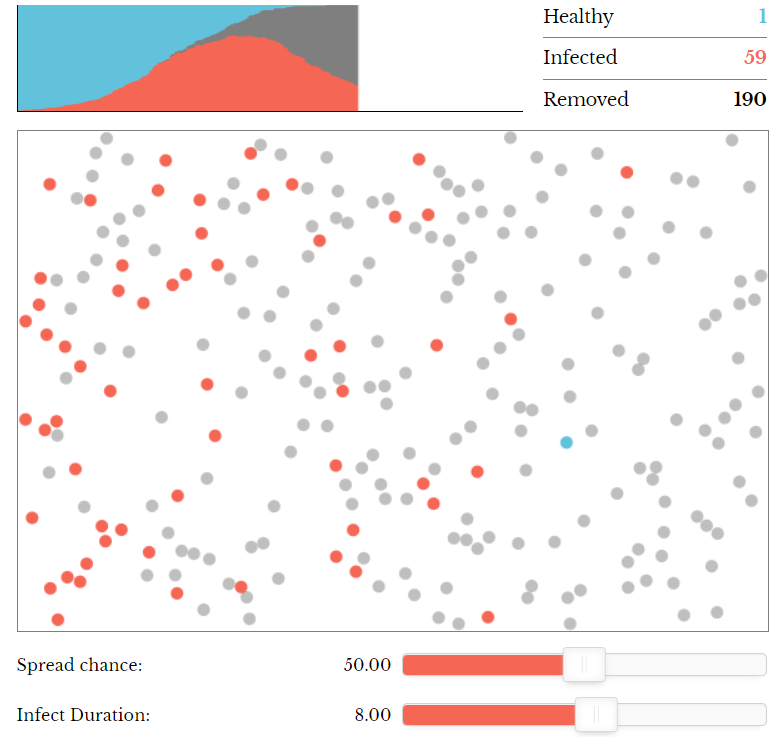 Healthy 1
Infected 59
Removed 190
Spread chance: 50.00
Infect Duration: 8.00